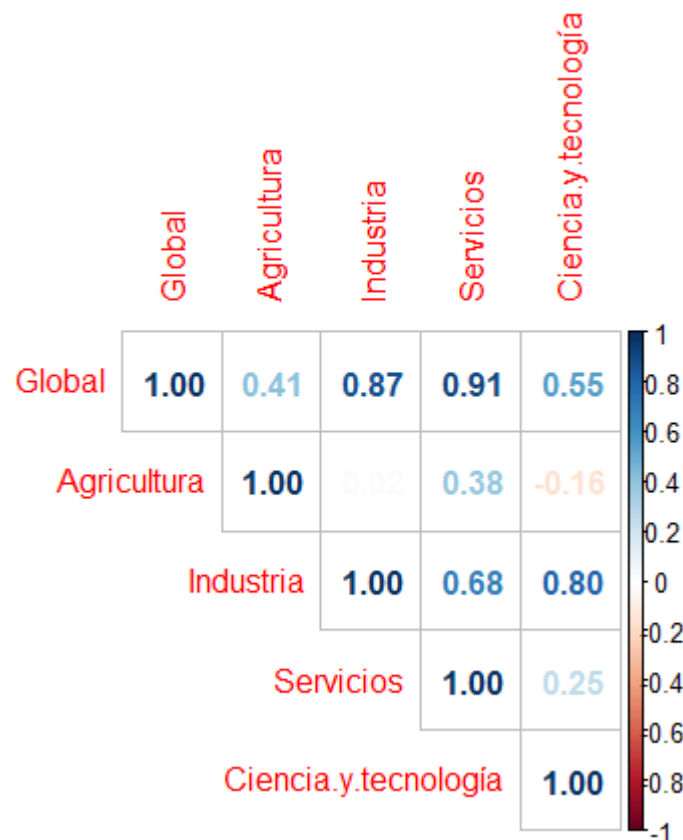 Global Agricultura Industria Servicios Ciencia.y.tecnología
Global 1.00 0.41 0.87 0.91 0.55
Agricultura 1.00 0.02 0.38 -0.16
Industria 1.00 0.68 0.80
Servicios 1.00 0.25
Ciencia.y.tecnología 1.00
1
0.8
0.6
0.4
0.2
0
-0.2
-0.4
-0.6
-0.8
-1